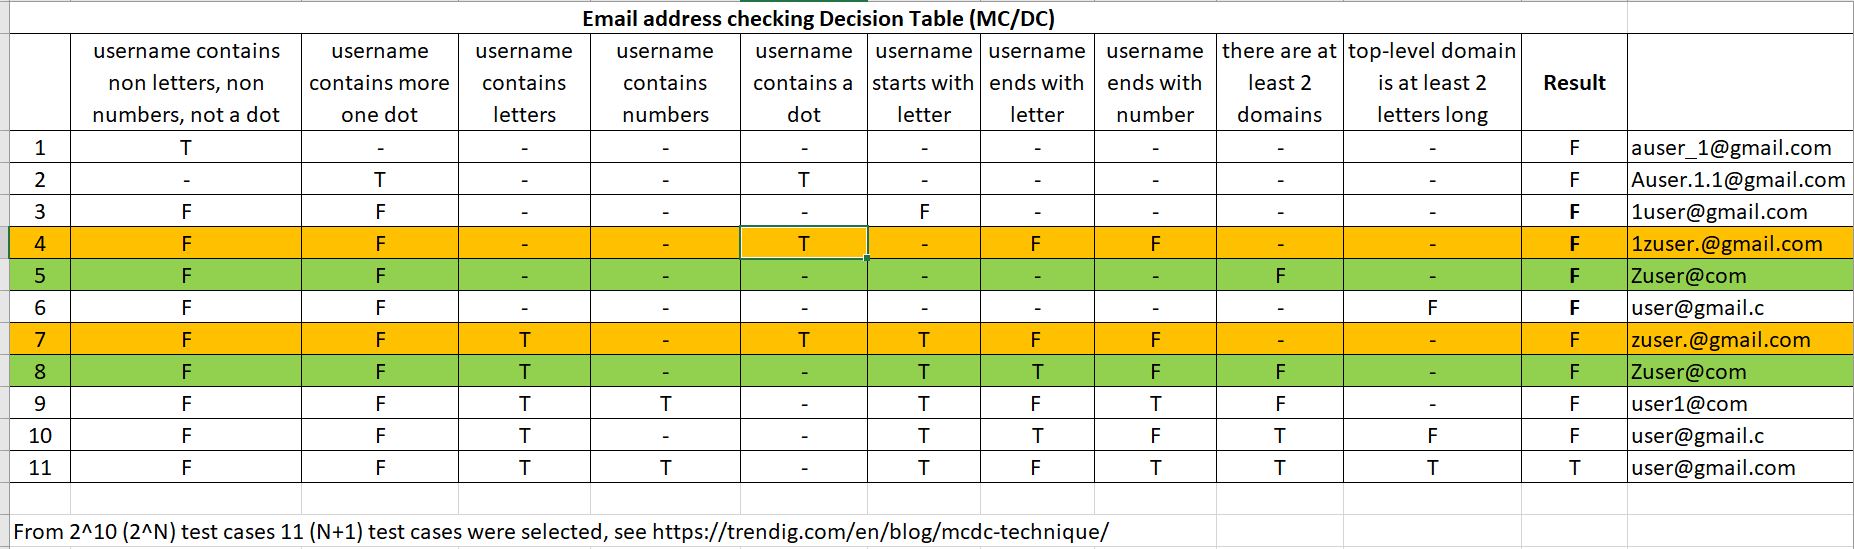 Email address checking Decision Table (MC/DC)
username contains non letters, non numbers, not a dot | username contains more one dot | username contains letters | username contains numbers | username contains a dot | username starts with letter | username ends with letter | username ends with number | there are at least 2 domains | top-level domain is at least 2 letters long | Result
1 T - - - - - - - - - F auser_1@gmail.com
2 - T - - T - - - - - F Auser.1.1@gmail.com
3 F F - - - F - - - - F 1user@gmail.com
4 F F - - T - F F - - F 1zuser.@gmail.com
5 F F - - - - - - F - F Zuser@com
6 F F - - - - - - - F F user@gmail.c
7 F F T - T T F F - - F zuser.@gmail.com
8 F F T - - T T F F - F Zuser@com
9 F F T T - T F T F - F user1@com
10 F F T - - T T F T F F user@gmail.c
11 F F T T - T F T T T T user@gmail.com
From 2^10 (2^N) test cases 11 (N+1) test cases were selected, see https://trendig.com/en/blog/mcdc-technique/